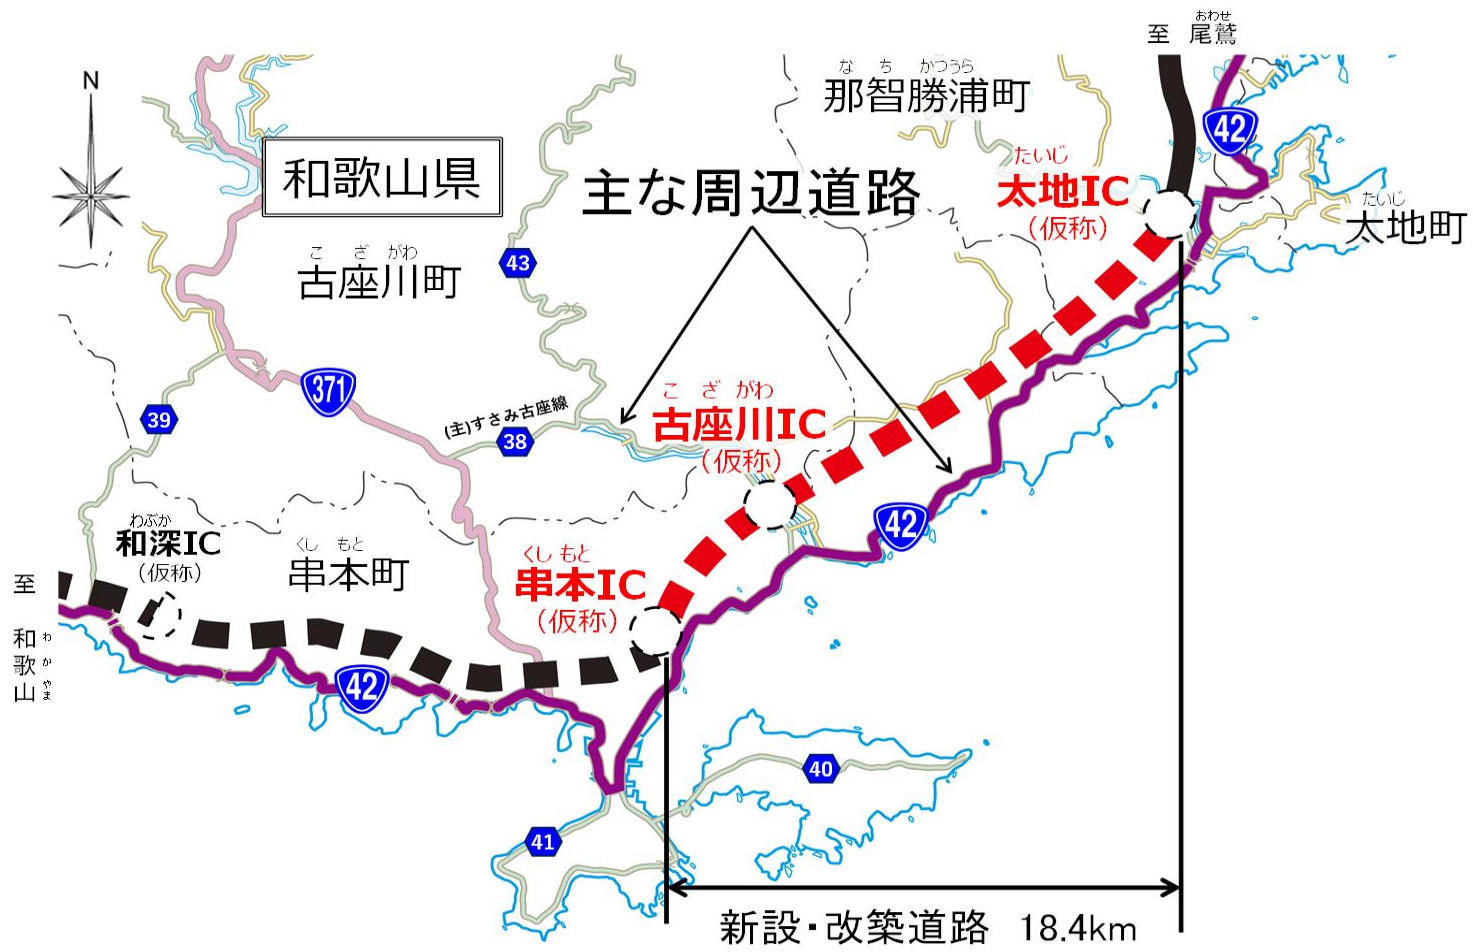 至 尾鷲
おわせ
N
那智勝浦町
な ち かつうら
42
和歌山県
主な周辺道路
たいじ
太地IC
(仮称)
たいじ
太地町
こ ざ がわ
古座川町
43
371
39
(主)すさみ古座線
38
こ ざ がわ
古座川IC
(仮称)
わぶか
和深IC
(仮称)
くし もと
串本町
くし もと
串本IC
(仮称)
42
至 和歌山
わ か やま
42
40
41
新設・改築道路 18.4km